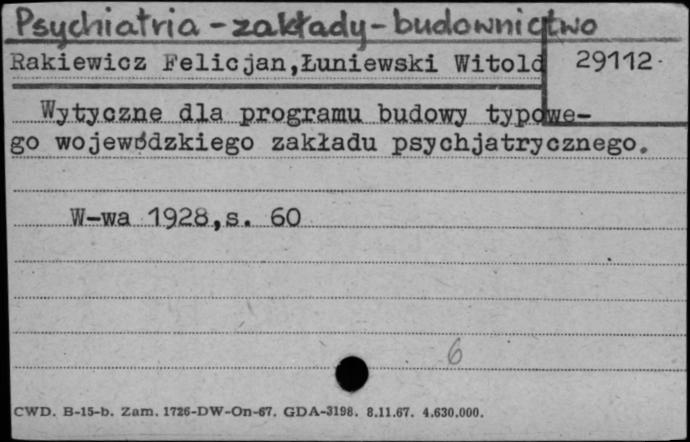 Psychiatria - zakłady - budownictwo
Rakiewicz Felicjan,Łuniewski Witold 29112.
Wytyczne dla programu budowy typowe-
go wojewódzkiego zakładu psychjatrycznego.
W-wa 1928,s. 60
6
CWD. B-15-b. Zam. 1726-DW-On-67. GDA-3198. 8.11.67. 4.630.000.